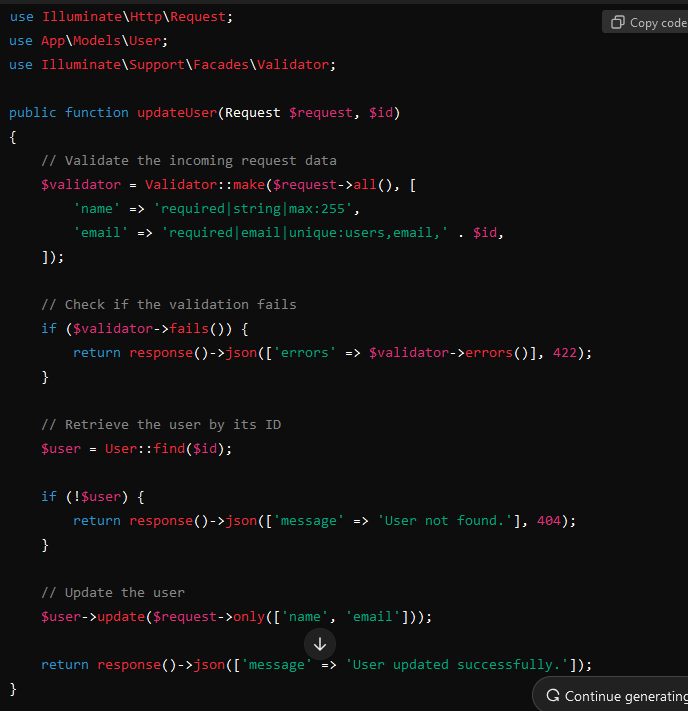 use Illuminate\Http\Request;
Copy code
use App\Models\User;
use Illuminate\Support\Facades\Validator;

public function updateUser(Request $request, $id)
{
    // Validate the incoming request data
    $validator = Validator::make($request->all(), [
        'name' => 'required|string|max:255',
        'email' => 'required|email|unique:users,email,' . $id,
    ]);

    // Check if the validation fails
    if ($validator->fails()) {
        return response()->json(['errors' => $validator->errors()], 422);
    }

    // Retrieve the user by its ID
    $user = User::find($id);

    if (!$user) {
        return response()->json(['message' => 'User not found.'], 404);
    }

    // Update the user
    $user->update($request->only(['name', 'email']));

    return response()->json(['message' => 'User updated successfully.']);
}
Continue generating